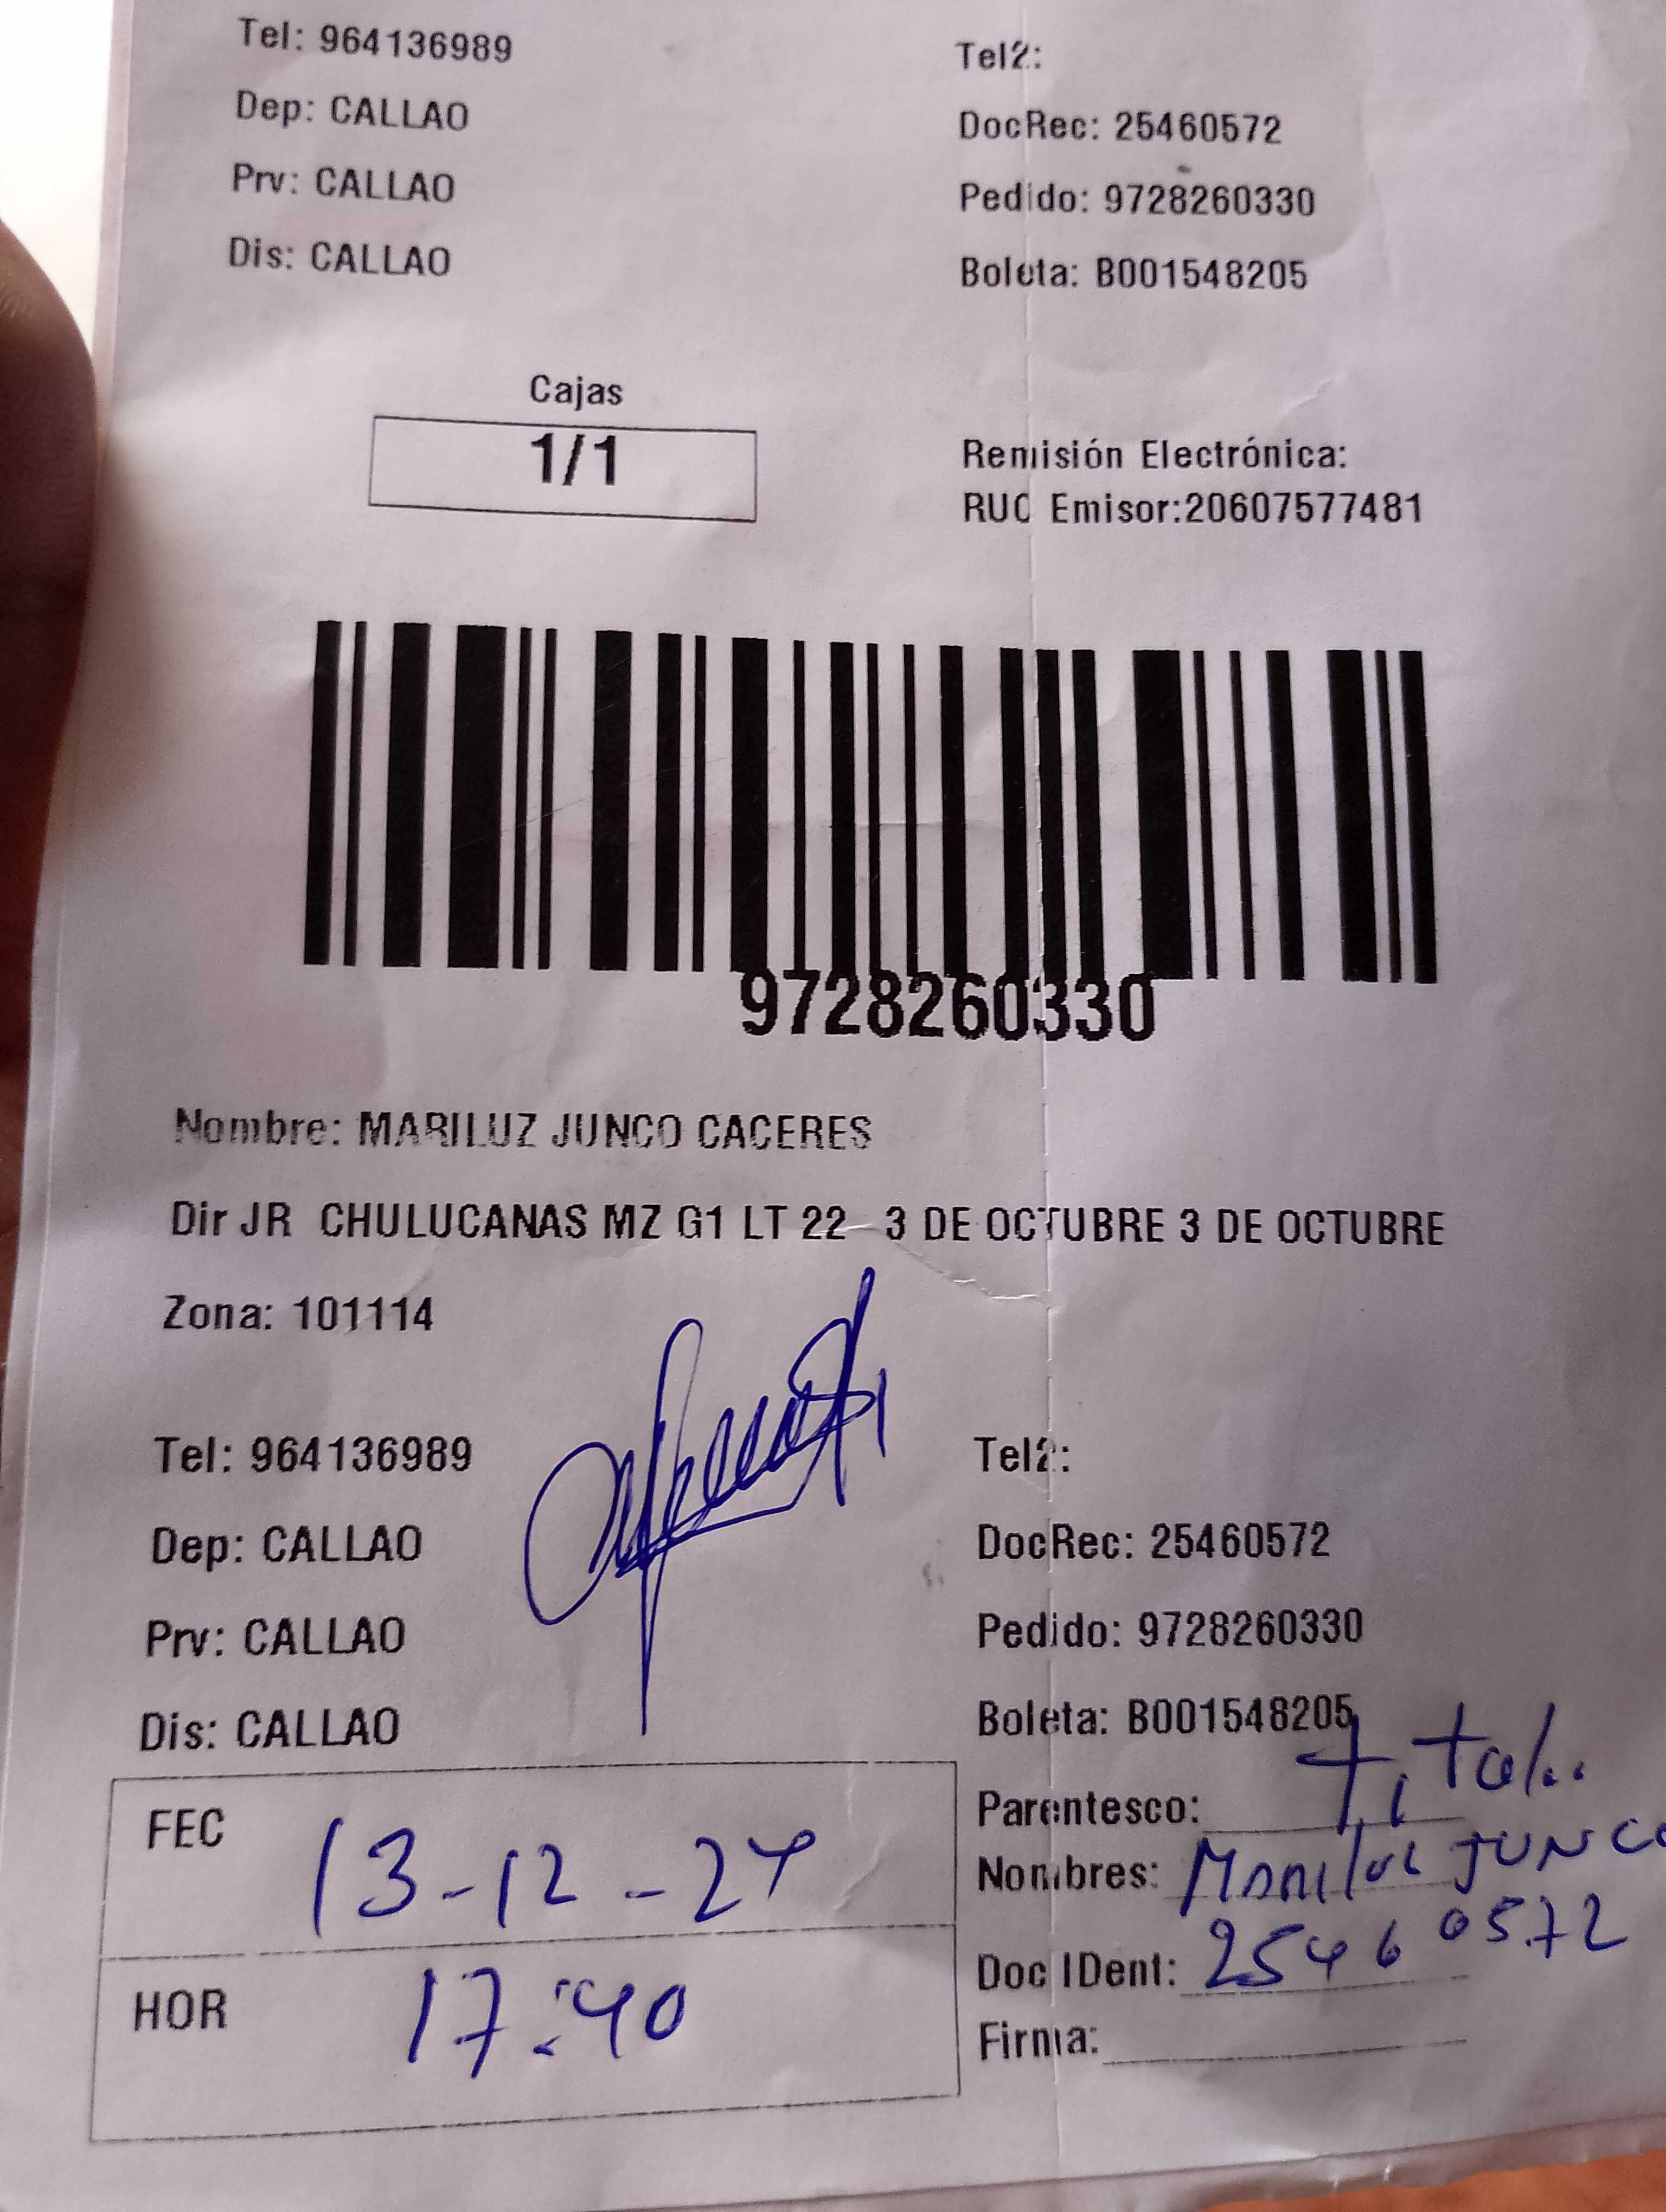 Tel: 964136989
Tel2:
Dep: CALLAO
DocRec: 25460572
Prv: CALLAO
Pedido: 9728260330
Dis: CALLAO
Boleta: B001548205
Cajas
1/1
Remisión Electrónica:
RUC Emisor:20607577481
9728260330
Nombre: MARILUZ JUNCO CACERES
Dir JR CHULUCANAS MZ G1 LT 22 3 DE OCTUBRE 3 DE OCTUBRE
Zona: 101114
Tel: 964136989
Tel2:
Dep: CALLAO
DocRec: 25460572
Prv: CALLAO
Pedido: 9728260330
Dis: CALLAO
Boleta: B001548205
FEC 13-12-24
HOR 17:40
Parentesco:
Nombres: Mariluz JUNCO
Doc IDent: 25460572
Firma: